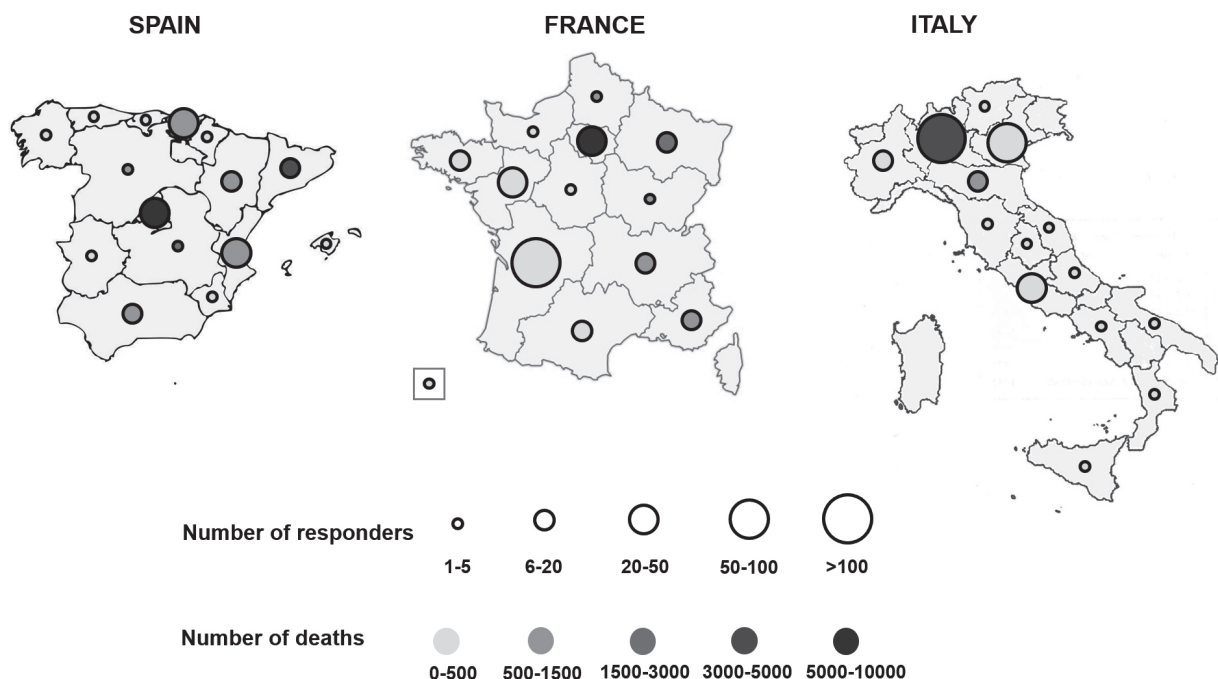 SPAIN FRANCE ITALY
Number of responders
1-5 6-20 20-50 50-100 >100
Number of deaths
0-500 500-1500 1500-3000 3000-5000 5000-10000